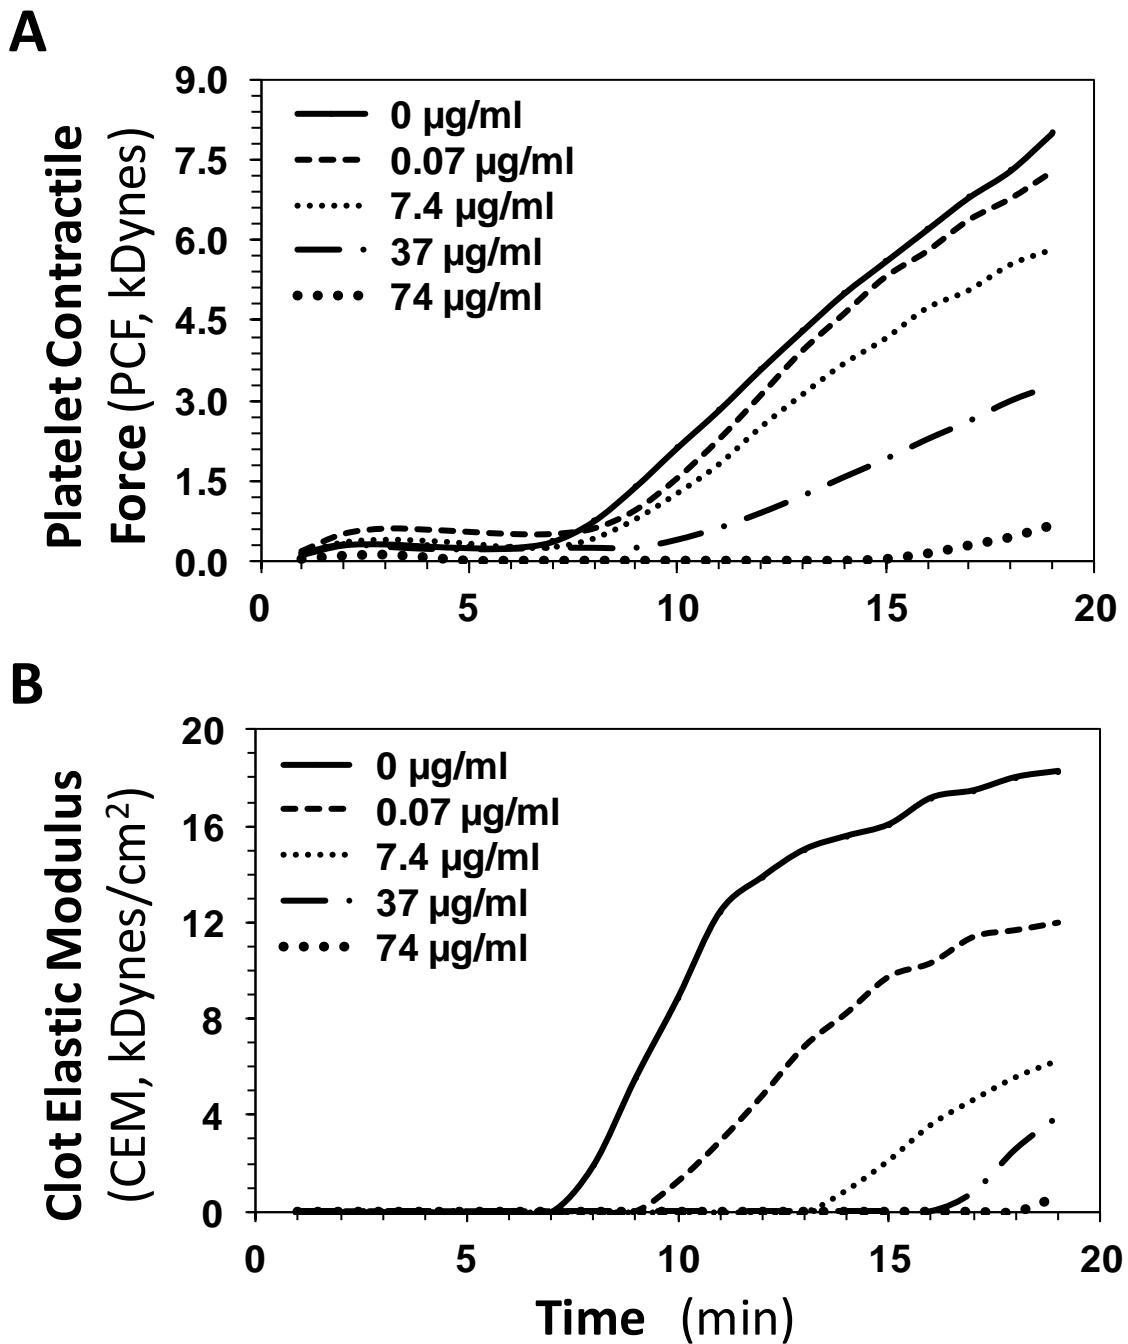 A
Platelet Contractile
Force (PCF, kDynes)
9.0
7.5
6.0
4.5
3.0
1.5
0.0
0 µg/ml
0.07 µg/ml
7.4 µg/ml
37 µg/ml
74 µg/ml
0 5 10 15 20
B
Clot Elastic Modulus
(CEM, kDynes/cm²)
20
16
12
8
4
0
0 µg/ml
0.07 µg/ml
7.4 µg/ml
37 µg/ml
74 µg/ml
0 5 10 15 20
Time (min)